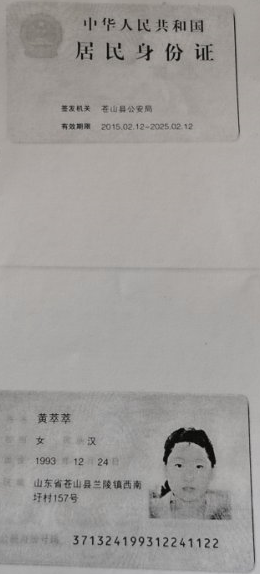 中华人民共和国
居民身份证
签发机关 苍山县公安局
有效期限 2015.02.12-2025.02.12
黄萃萃
女 汉
1993 12 24日
山东省苍山县兰陵镇西南
圩村157号
371324199312241122